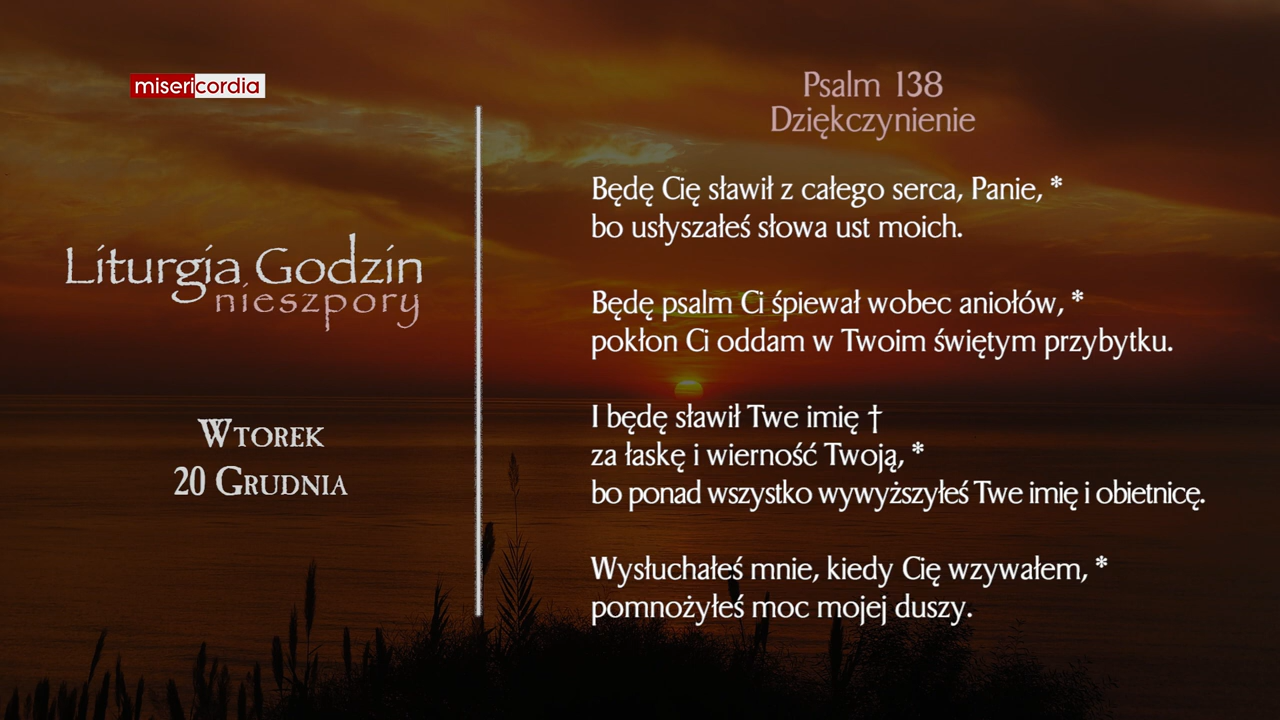 misericordia
Liturgia Godzin
nieszpory
Wtorek
20 Grudnia
Psalm 138
Dziękczynienie
Będę Cię sławił z całego serca, Panie, *
bo usłyszałeś słowa ust moich.
Będę psalm Ci śpiewał wobec aniołów, *
pokłon Ci oddam w Twoim świętym przybytku.
I będę sławił Twe imię †
za łaskę i wierność Twoją, *
bo ponad wszystko wywyższyłeś Twe imię i obietnicę.
Wysłuchałeś mnie, kiedy Cię wzywałem, *
pomnożyłeś moc mojej duszy.